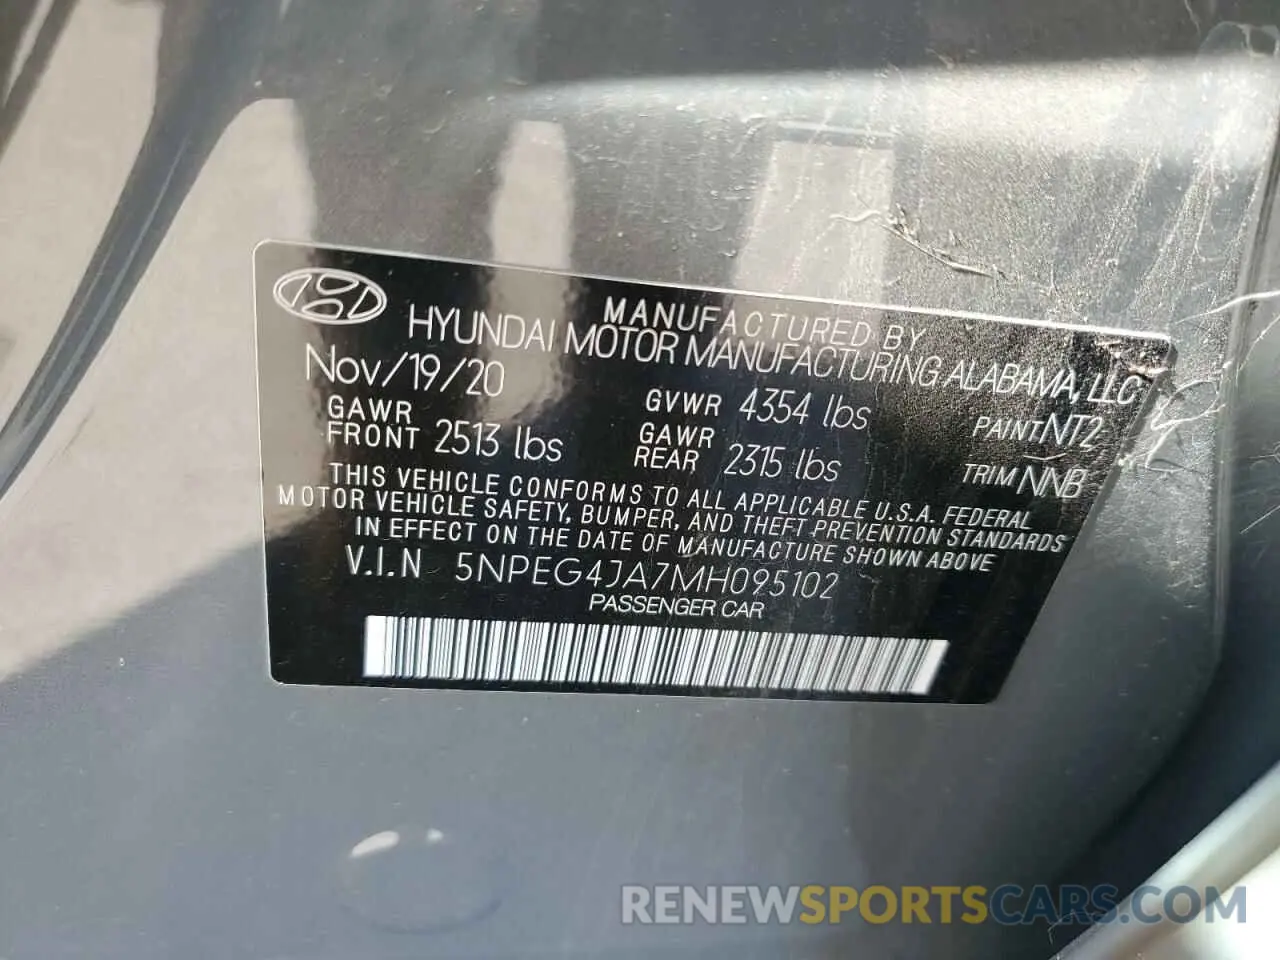 MANUFACTURED BY
HYUNDAI MOTOR MANUFACTURING ALABAMA, LLC
Nov/19/20
GAWR FRONT 2513 lbs
GVWR 4354 lbs
GAWR REAR 2315 lbs
PAINT NT2
TRIM NNB
THIS VEHICLE CONFORMS TO ALL APPLICABLE U.S.A. FEDERAL
MOTOR VEHICLE SAFETY, BUMPER, AND THEFT PREVENTION STANDARDS
IN EFFECT ON THE DATE OF MANUFACTURE SHOWN ABOVE
V.I.N 5NPEG4JA7MH095102
PASSENGER CAR
RENEWSPORTSCARS.COM